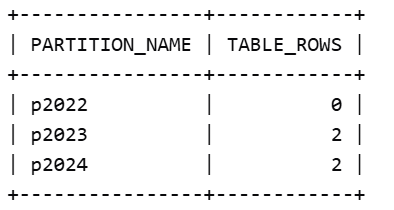 +----------------+------------+
| PARTITION_NAME | TABLE_ROWS |
+----------------+------------+
| p2022          |          0 |
| p2023          |          2 |
| p2024          |          2 |
+----------------+------------+